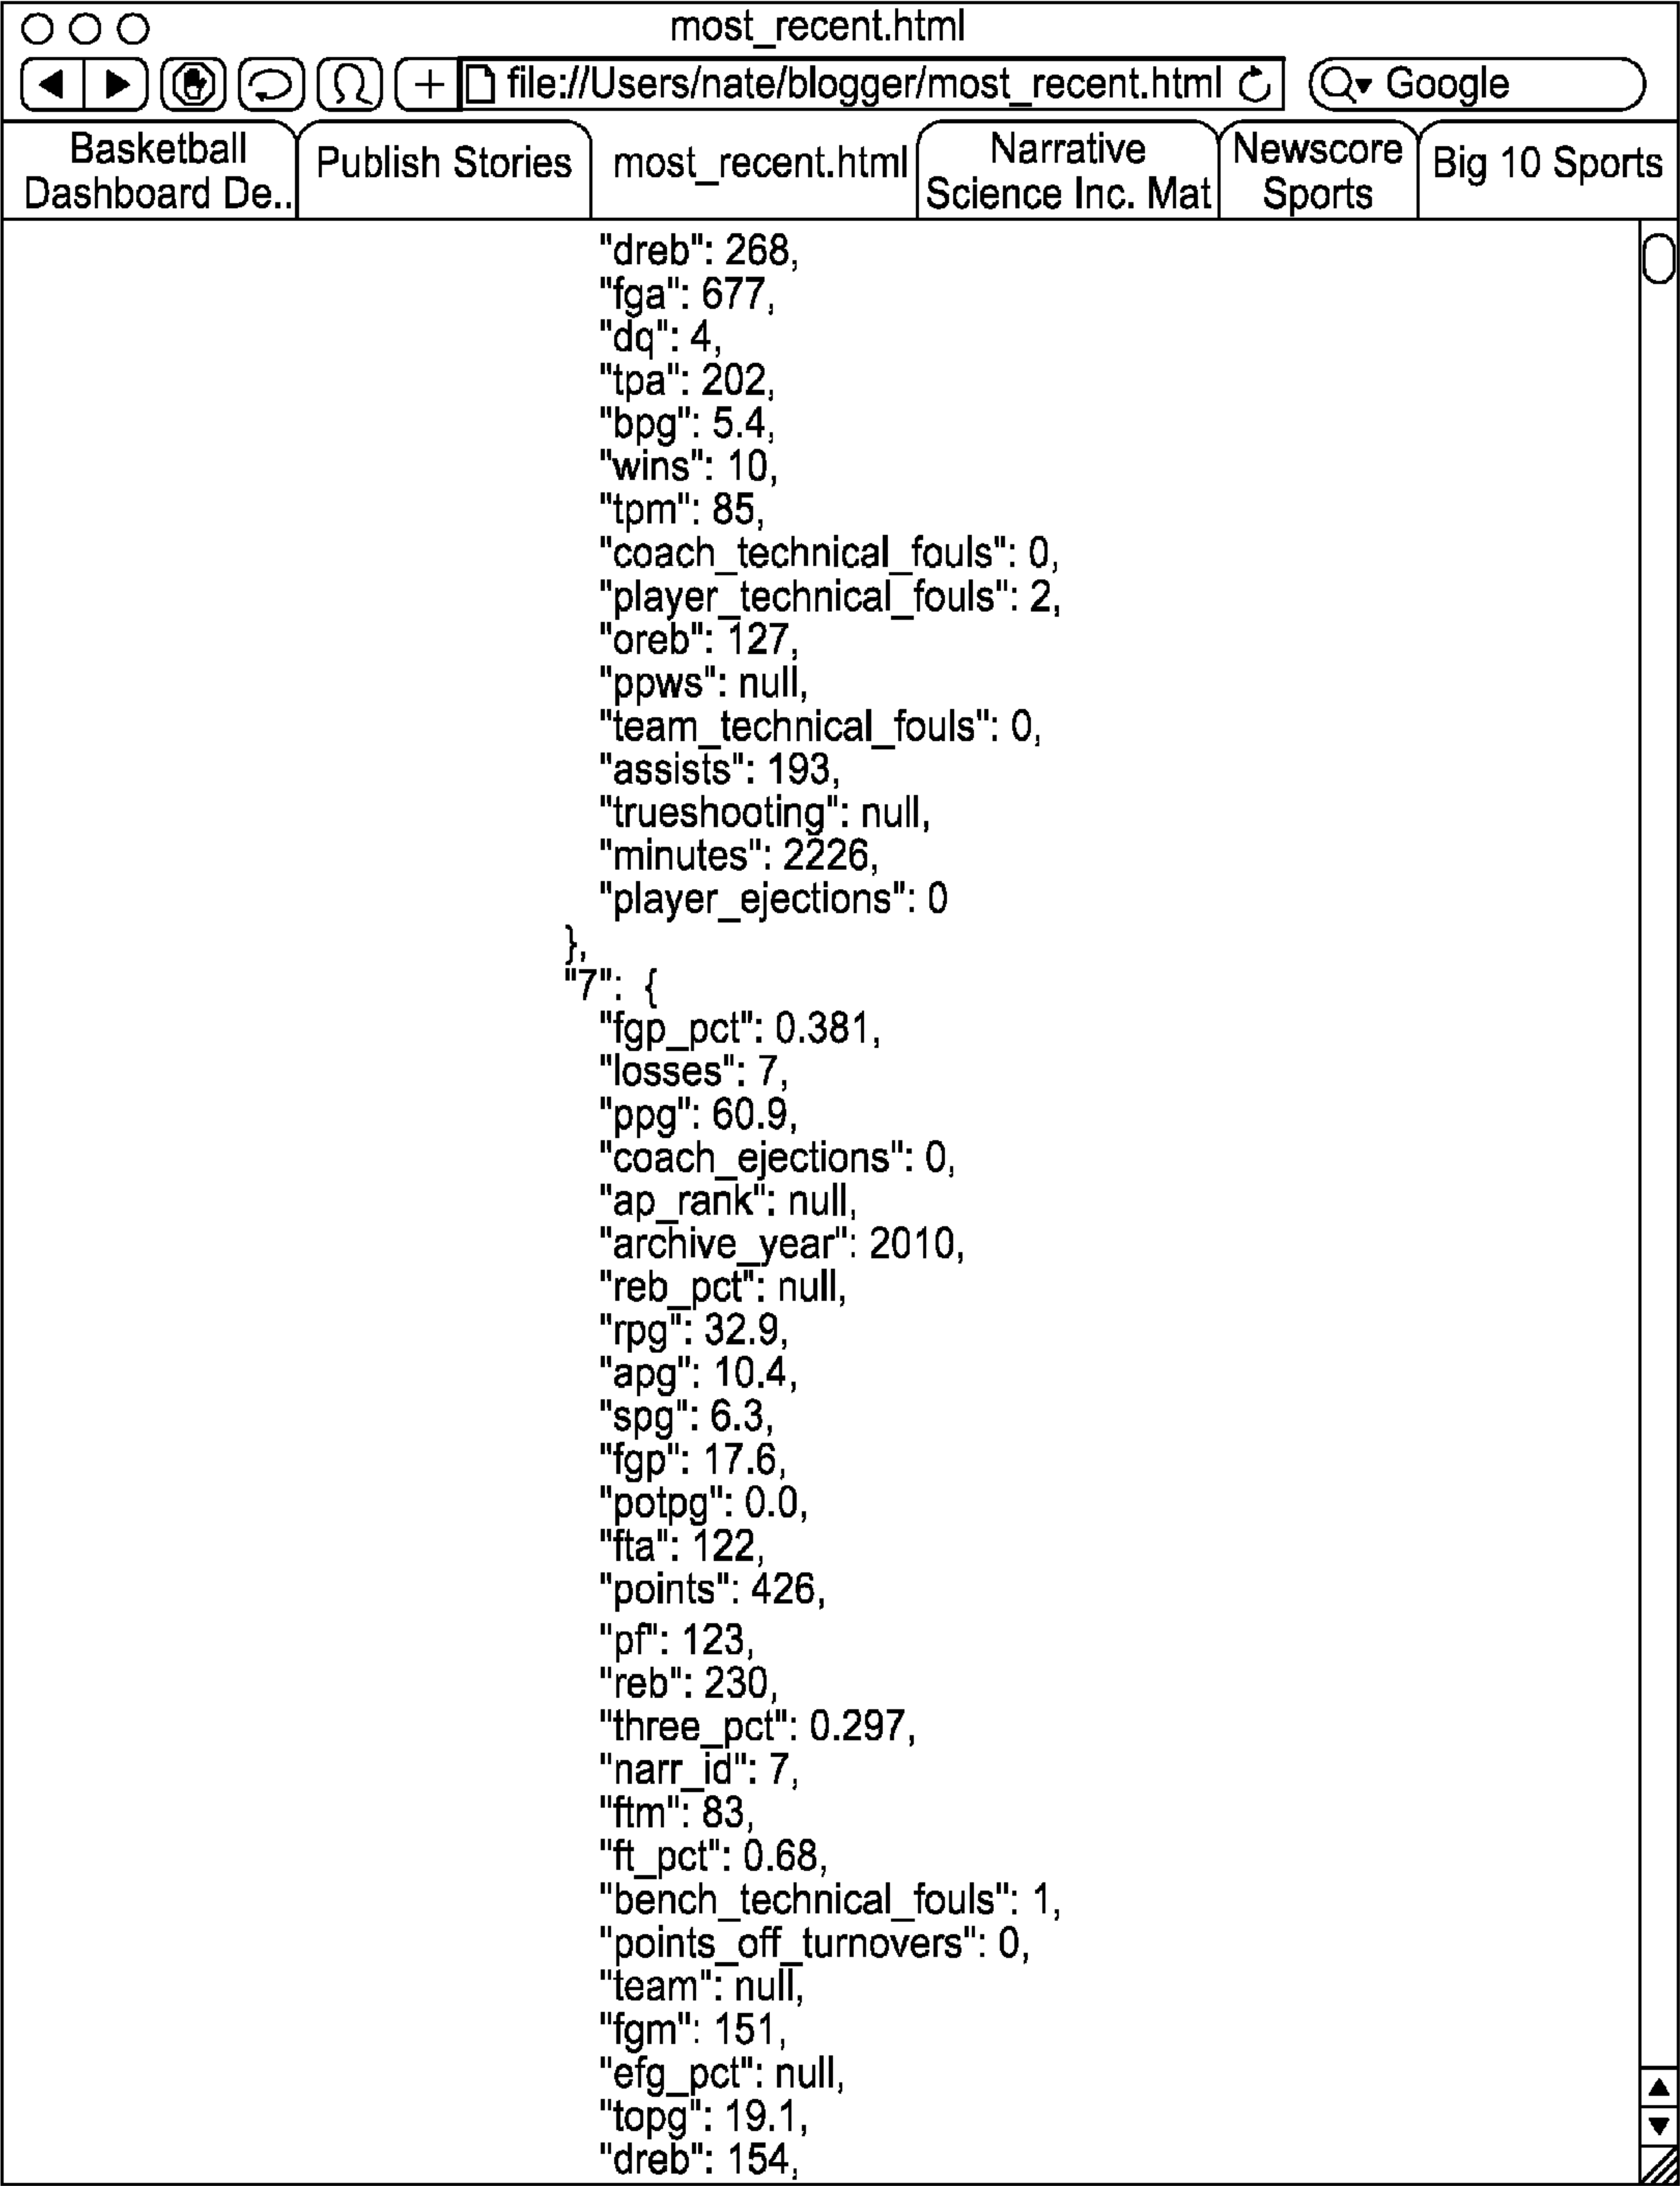 most_recent.html
file://Users/nate/blogger/most_recent.html
Google
Basketball
Dashboard De..
Publish Stories
most_recent.html
Narrative
Science Inc. Mat
Newscore
Sports
Big 10 Sports
"dreb": 268,
"fga": 677,
"dq": 4,
"tpa": 202,
"bpg": 5.4,
"wins": 10,
"tpm": 85,
"coach_technical_fouls": 0,
"player_technical_fouls": 2,
"oreb": 127,
"ppws": null,
"team_technical_fouls": 0,
"assists": 193,
"trueshooting": null,
"minutes": 2226,
"player_ejections": 0
},
"7": {
"fgp_pct": 0.381,
"losses": 7,
"ppg": 60.9,
"coach_ejections": 0,
"ap_rank": null,
"archive_year": 2010,
"reb_pct": null,
"rpg": 32.9,
"apg": 10.4,
"spg": 6.3,
"fgp": 17.6,
"potpg": 0.0,
"fta": 122,
"points": 426,
"pf": 123,
"reb": 230,
"three_pct": 0.297,
"narr_id": 7,
"ftm": 83,
"ft_pct": 0.68,
"bench_technical_fouls": 1,
"points_off_turnovers": 0,
"team": null,
"fgm": 151,
"efg_pct": null,
"topg": 19.1,
"dreb": 154,